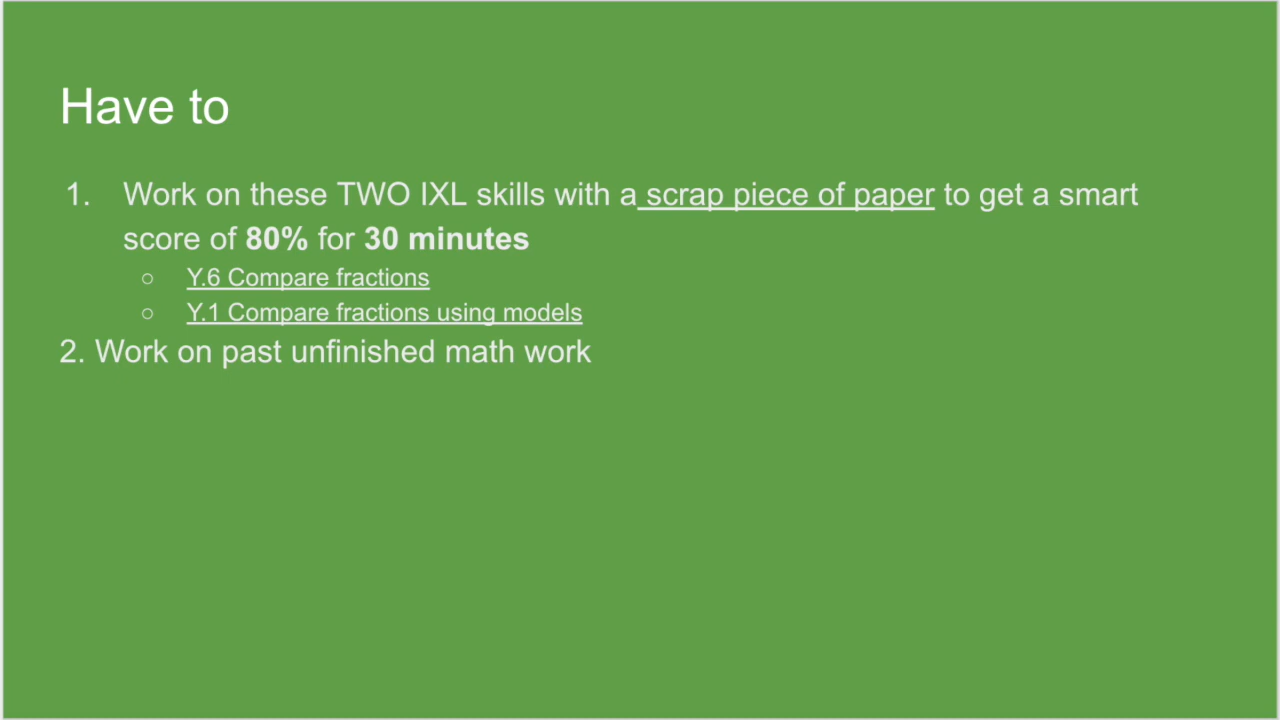 Have to
1. Work on these TWO IXL skills with a scrap piece of paper to get a smart
score of 80% for 30 minutes
○ Y.6 Compare fractions
○ Y.1 Compare fractions using models
2. Work on past unfinished math work